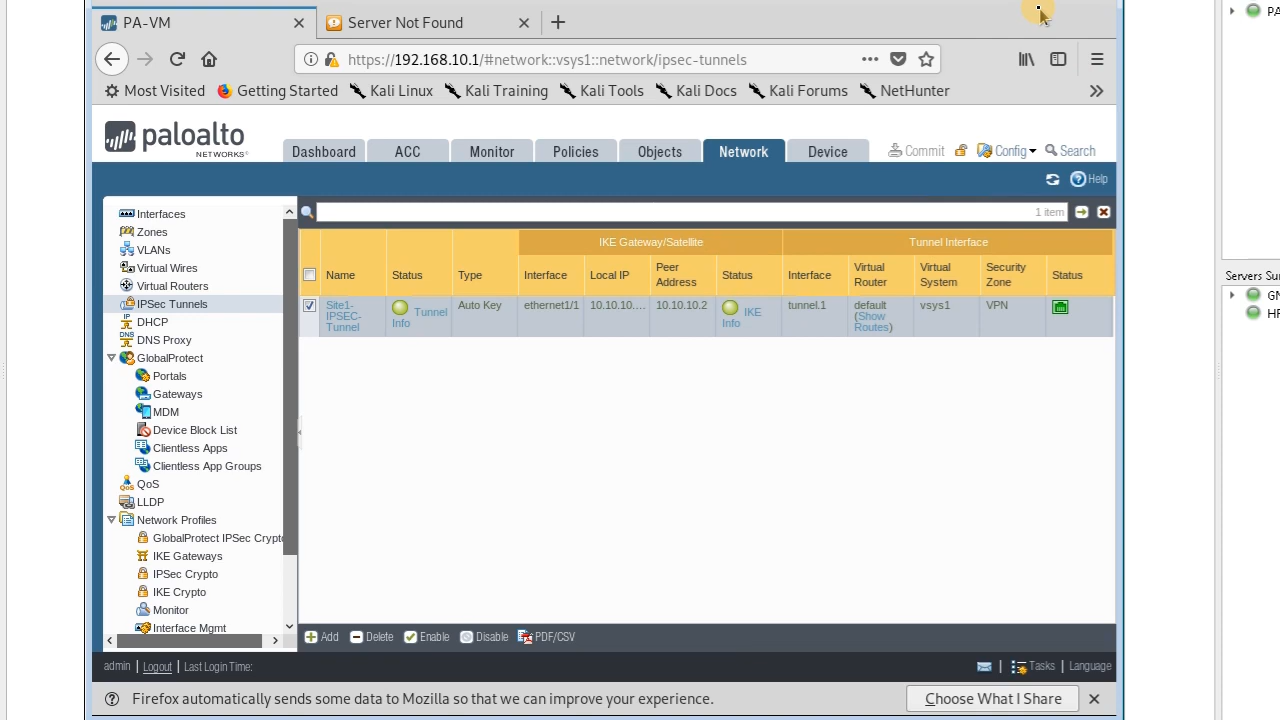 PA-VM
Server Not Found
https://192.168.10.1/#network::vsys1::network/ipsec-tunnels
Most Visited
Getting Started
Kali Linux
Kali Training
Kali Tools
Kali Docs
Kali Forums
NetHunter
paloalto
NETWORKS
Dashboard
ACC
Monitor
Policies
Objects
Network
Device
Commit
Config
Search
Help
Interfaces
Zones
VLANs
Virtual Wires
Virtual Routers
IPSec Tunnels
DHCP
DNS Proxy
GlobalProtect
Portals
Gateways
MDM
Device Block List
Clientless Apps
Clientless App Groups
QoS
LLDP
Network Profiles
GlobalProtect IPSec Crypto
IKE Gateways
IPSec Crypto
IKE Crypto
Monitor
Interface Mgmt
1 item
IKE Gateway/Satellite
Tunnel Interface
Name
Status
Type
Interface
Local IP
Peer
Address
Status
Interface
Virtual
Router
Virtual
System
Security
Zone
Status
Site1-
IPSEC-
Tunnel
Tunnel
Info
Auto Key
ethernet1/1
10.10.10....
10.10.10.2
IKE
Info
tunnel.1
default
(Show
Routes)
vsys1
VPN
Add
Delete
Enable
Disable
PDF/CSV
admin | Logout | Last Login Time:
Tasks | Language
Firefox automatically sends some data to Mozilla so that we can improve your experience.
Choose What I Share
PA
Servers Su
GN